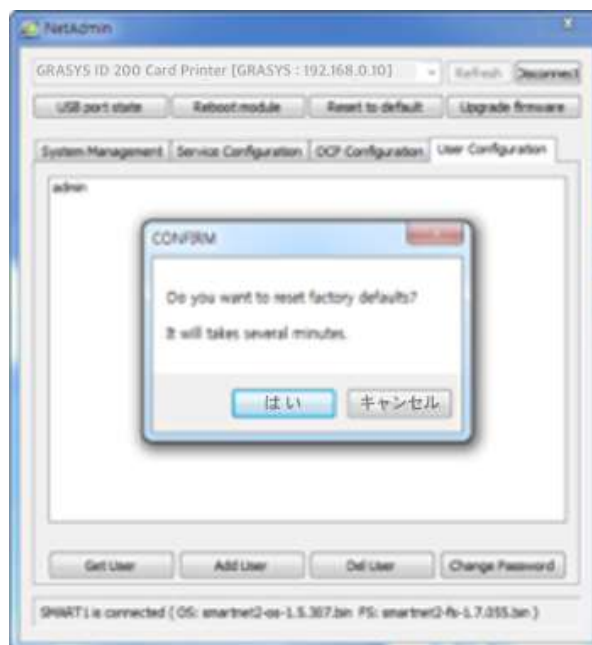 NetAdmin
GRASYS ID 200 Card Printer [GRASYS : 192.168.0.10]
Refresh
Disconnect
USB port state
Reboot module
Reset to default
Upgrade firmware
System Management
Service Configuration
OCP Configuration
User Configuration
admin
CONFIRM
Do you want to reset factory defaults?
It will takes several minutes.
はい
キャンセル
Get User
Add User
Del User
Change Password
SMART1 is connected ( OS: smartnet2-os-1.5.307.bin FS: smartnet2-fs-1.7.055.bin )